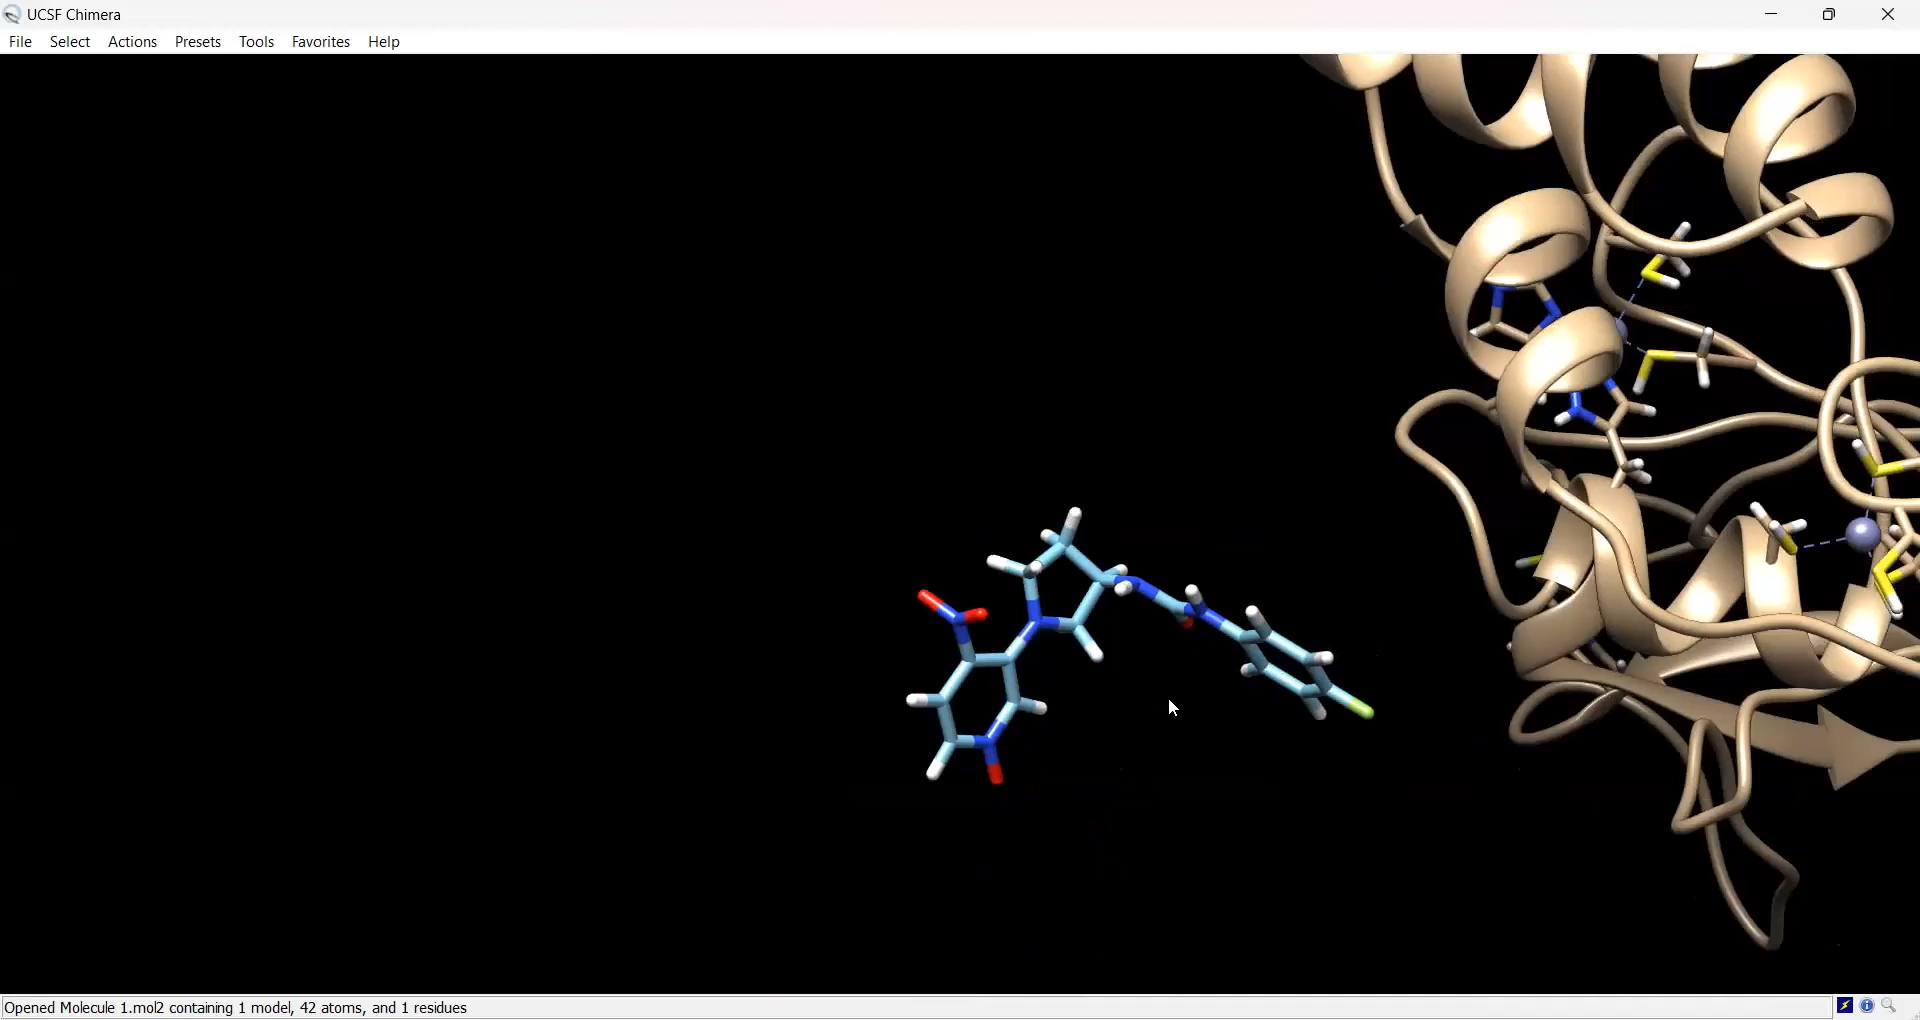 UCSF Chimera
File Select Actions Presets Tools Favorites Help
Opened Molecule 1.mol2 containing 1 model, 42 atoms, and 1 residues